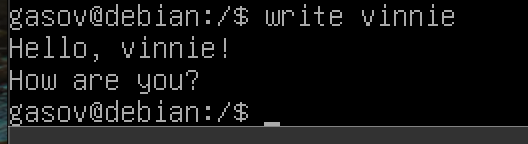 gasov@debian:/$ write vinnie
Hello, vinnie!
How are you?
gasov@debian:/$ _